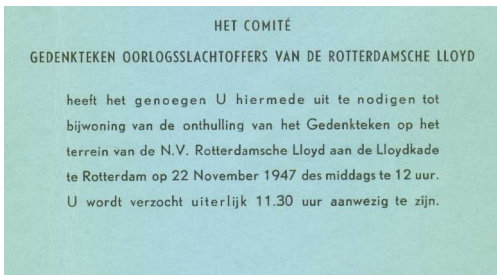 HET COMITÉ
GEDENKTEKEN OORLOGSSLACHTOFFERS VAN DE ROTTERDAMSCHE LLOYD
heeft het genoegen U hiermede uit te nodigen tot
bijwoning van de onthulling van het Gedenkteken op het
terrein van de N.V. Rotterdamsche Lloyd aan de Lloydkade
te Rotterdam op 22 November 1947 des middags te 12 uur.
U wordt verzocht uiterlijk 11.30 uur aanwezig te zijn.